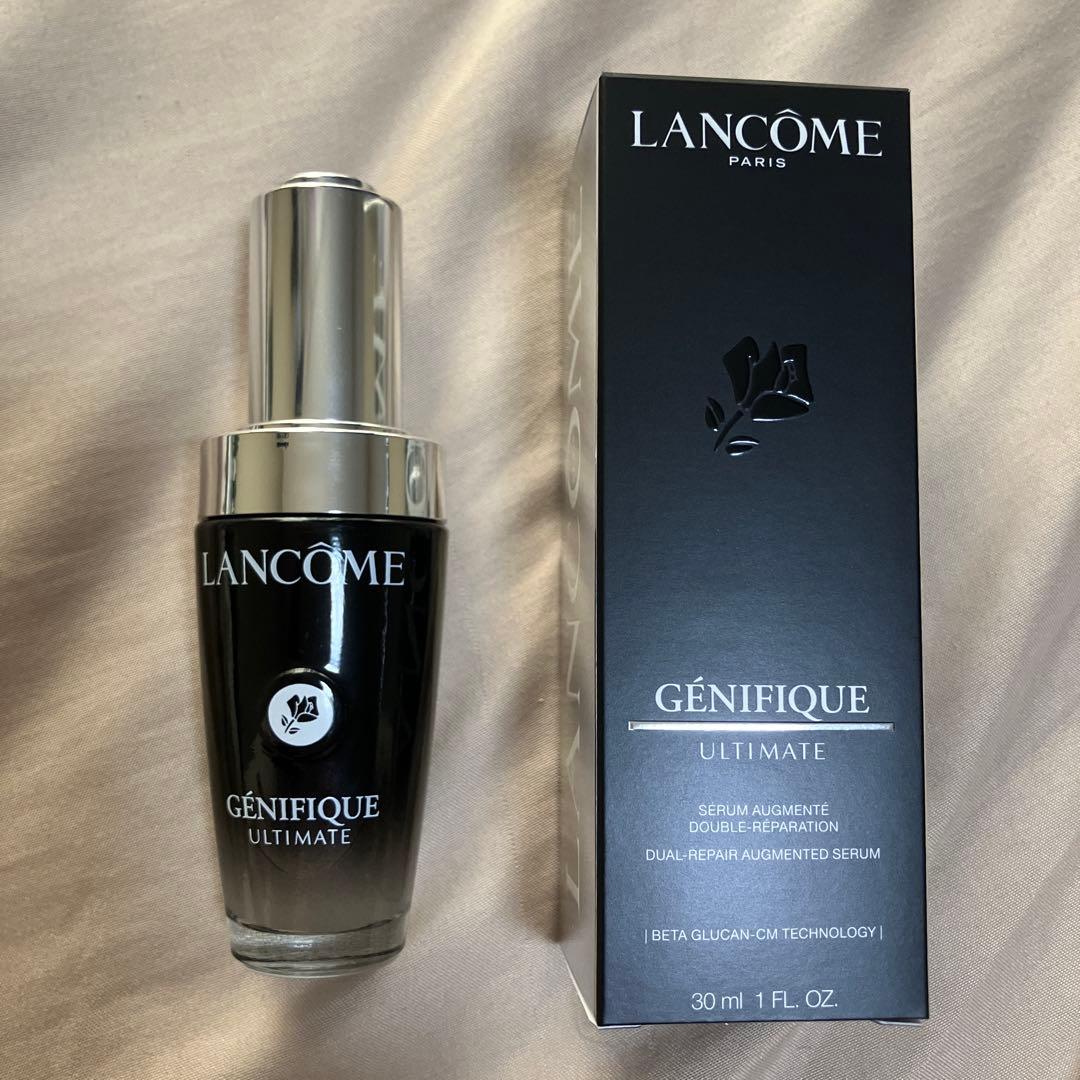 LANCÔME
GÉNIFIQUE
ULTIMATE
LANCÔME
PARIS
GÉNIFIQUE
ULTIMATE
SÉRUM AUGMENTÉ
DOUBLE-RÉPARATION
DUAL-REPAIR AUGMENTED SERUM
| BETA GLUCAN-CM TECHNOLOGY |
30 ml 1 FL. OZ.
LANCÔME